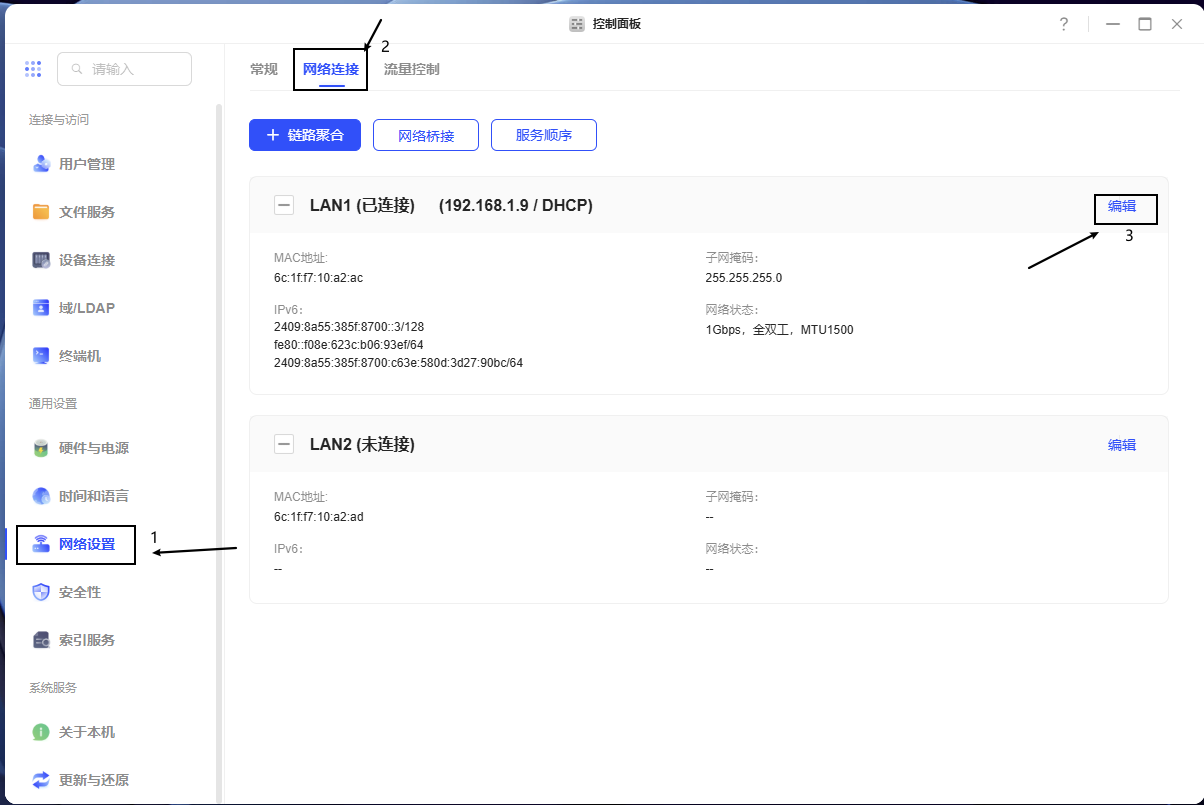 控制面板
?
2
请输入
常规
网络连接
流量控制
连接与访问
用户管理
文件服务
设备连接
域/LDAP
终端机
通用设置
硬件与电源
时间和语言
网络设置
1
安全性
索引服务
系统服务
关于本机
更新与还原
+ 链路聚合
网络桥接
服务顺序
LAN1 (已连接) (192.168.1.9 / DHCP)
编辑
3
MAC地址:
6c:1f:f7:10:a2:ac
子网掩码:
255.255.255.0
IPv6:
2409:8a55:385f:8700::3/128
fe80::f08e:623c:b06:93ef/64
2409:8a55:385f:8700:c63e:580d:3d27:90bc/64
网络状态:
1Gbps，全双工，MTU1500
LAN2 (未连接)
编辑
MAC地址:
6c:1f:f7:10:a2:ad
子网掩码:
--
IPv6:
--
网络状态:
--